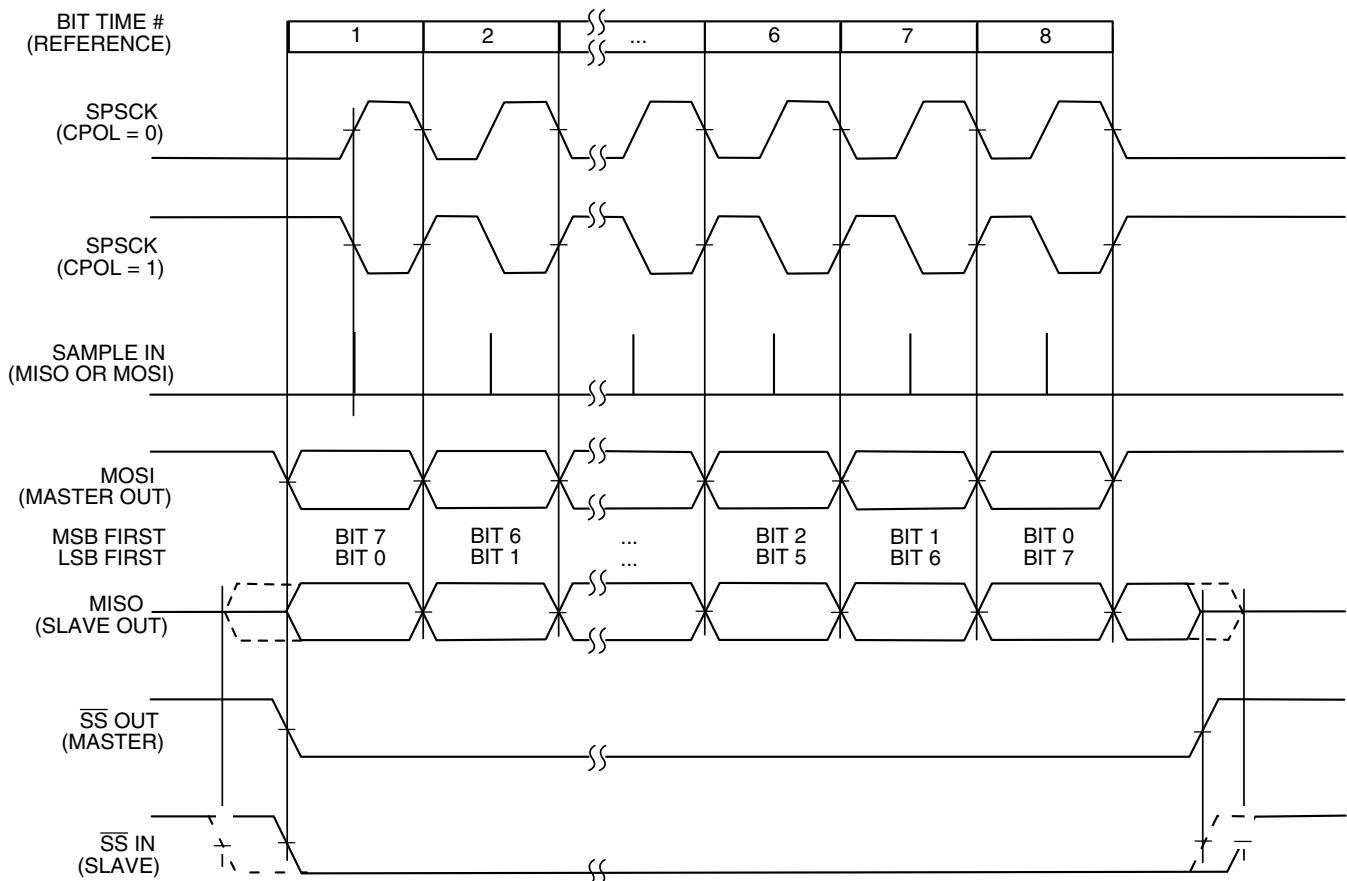 BIT TIME #
(REFERENCE)
1 2 ... 6 7 8
SPSCK
(CPOL = 0)
SPSCK
(CPOL = 1)
SAMPLE IN
(MISO OR MOSI)
MOSI
(MASTER OUT)
MSB FIRST BIT 7 BIT 6 ... BIT 2 BIT 1 BIT 0
LSB FIRST BIT 0 BIT 1 ... BIT 5 BIT 6 BIT 7
MISO
(SLAVE OUT)
S̅S̅ OUT
(MASTER)
S̅S̅ IN
(SLAVE)